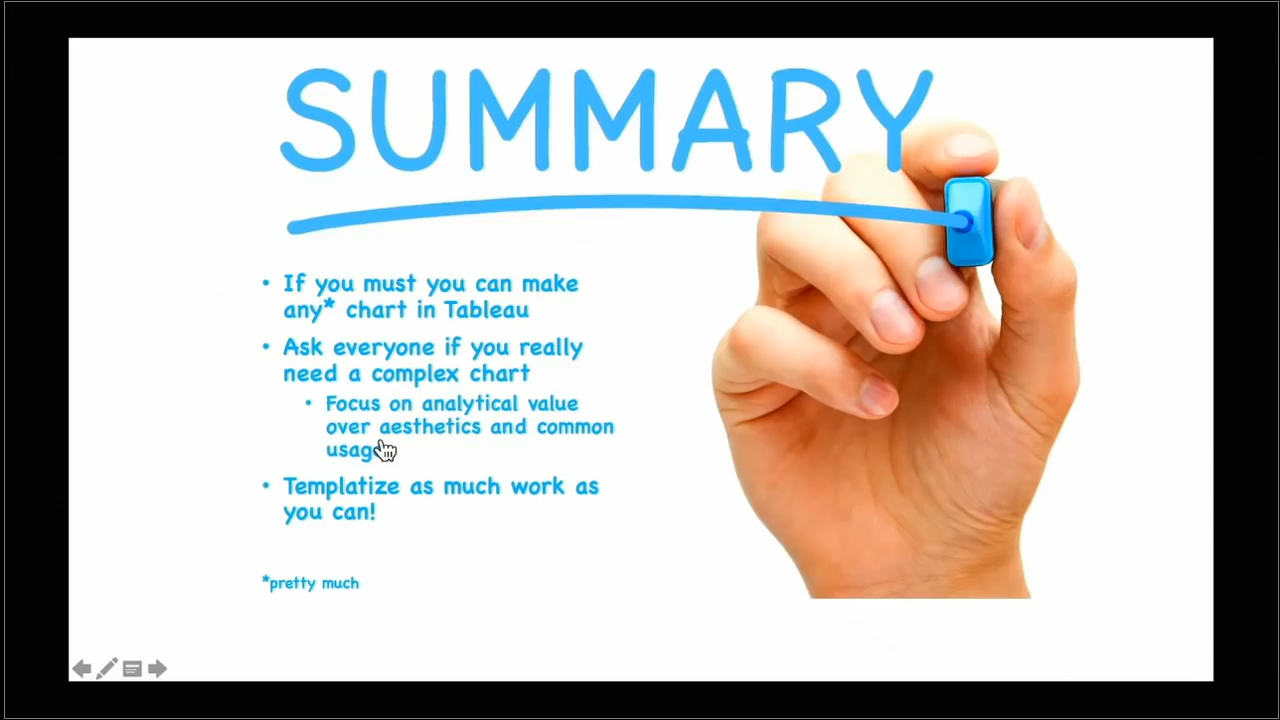 SUMMARY
• If you must you can make
any* chart in Tableau
• Ask everyone if you really
need a complex chart
• Focus on analytical value
over aesthetics and common
usag
• Templatize as much work as
you can!
*pretty much